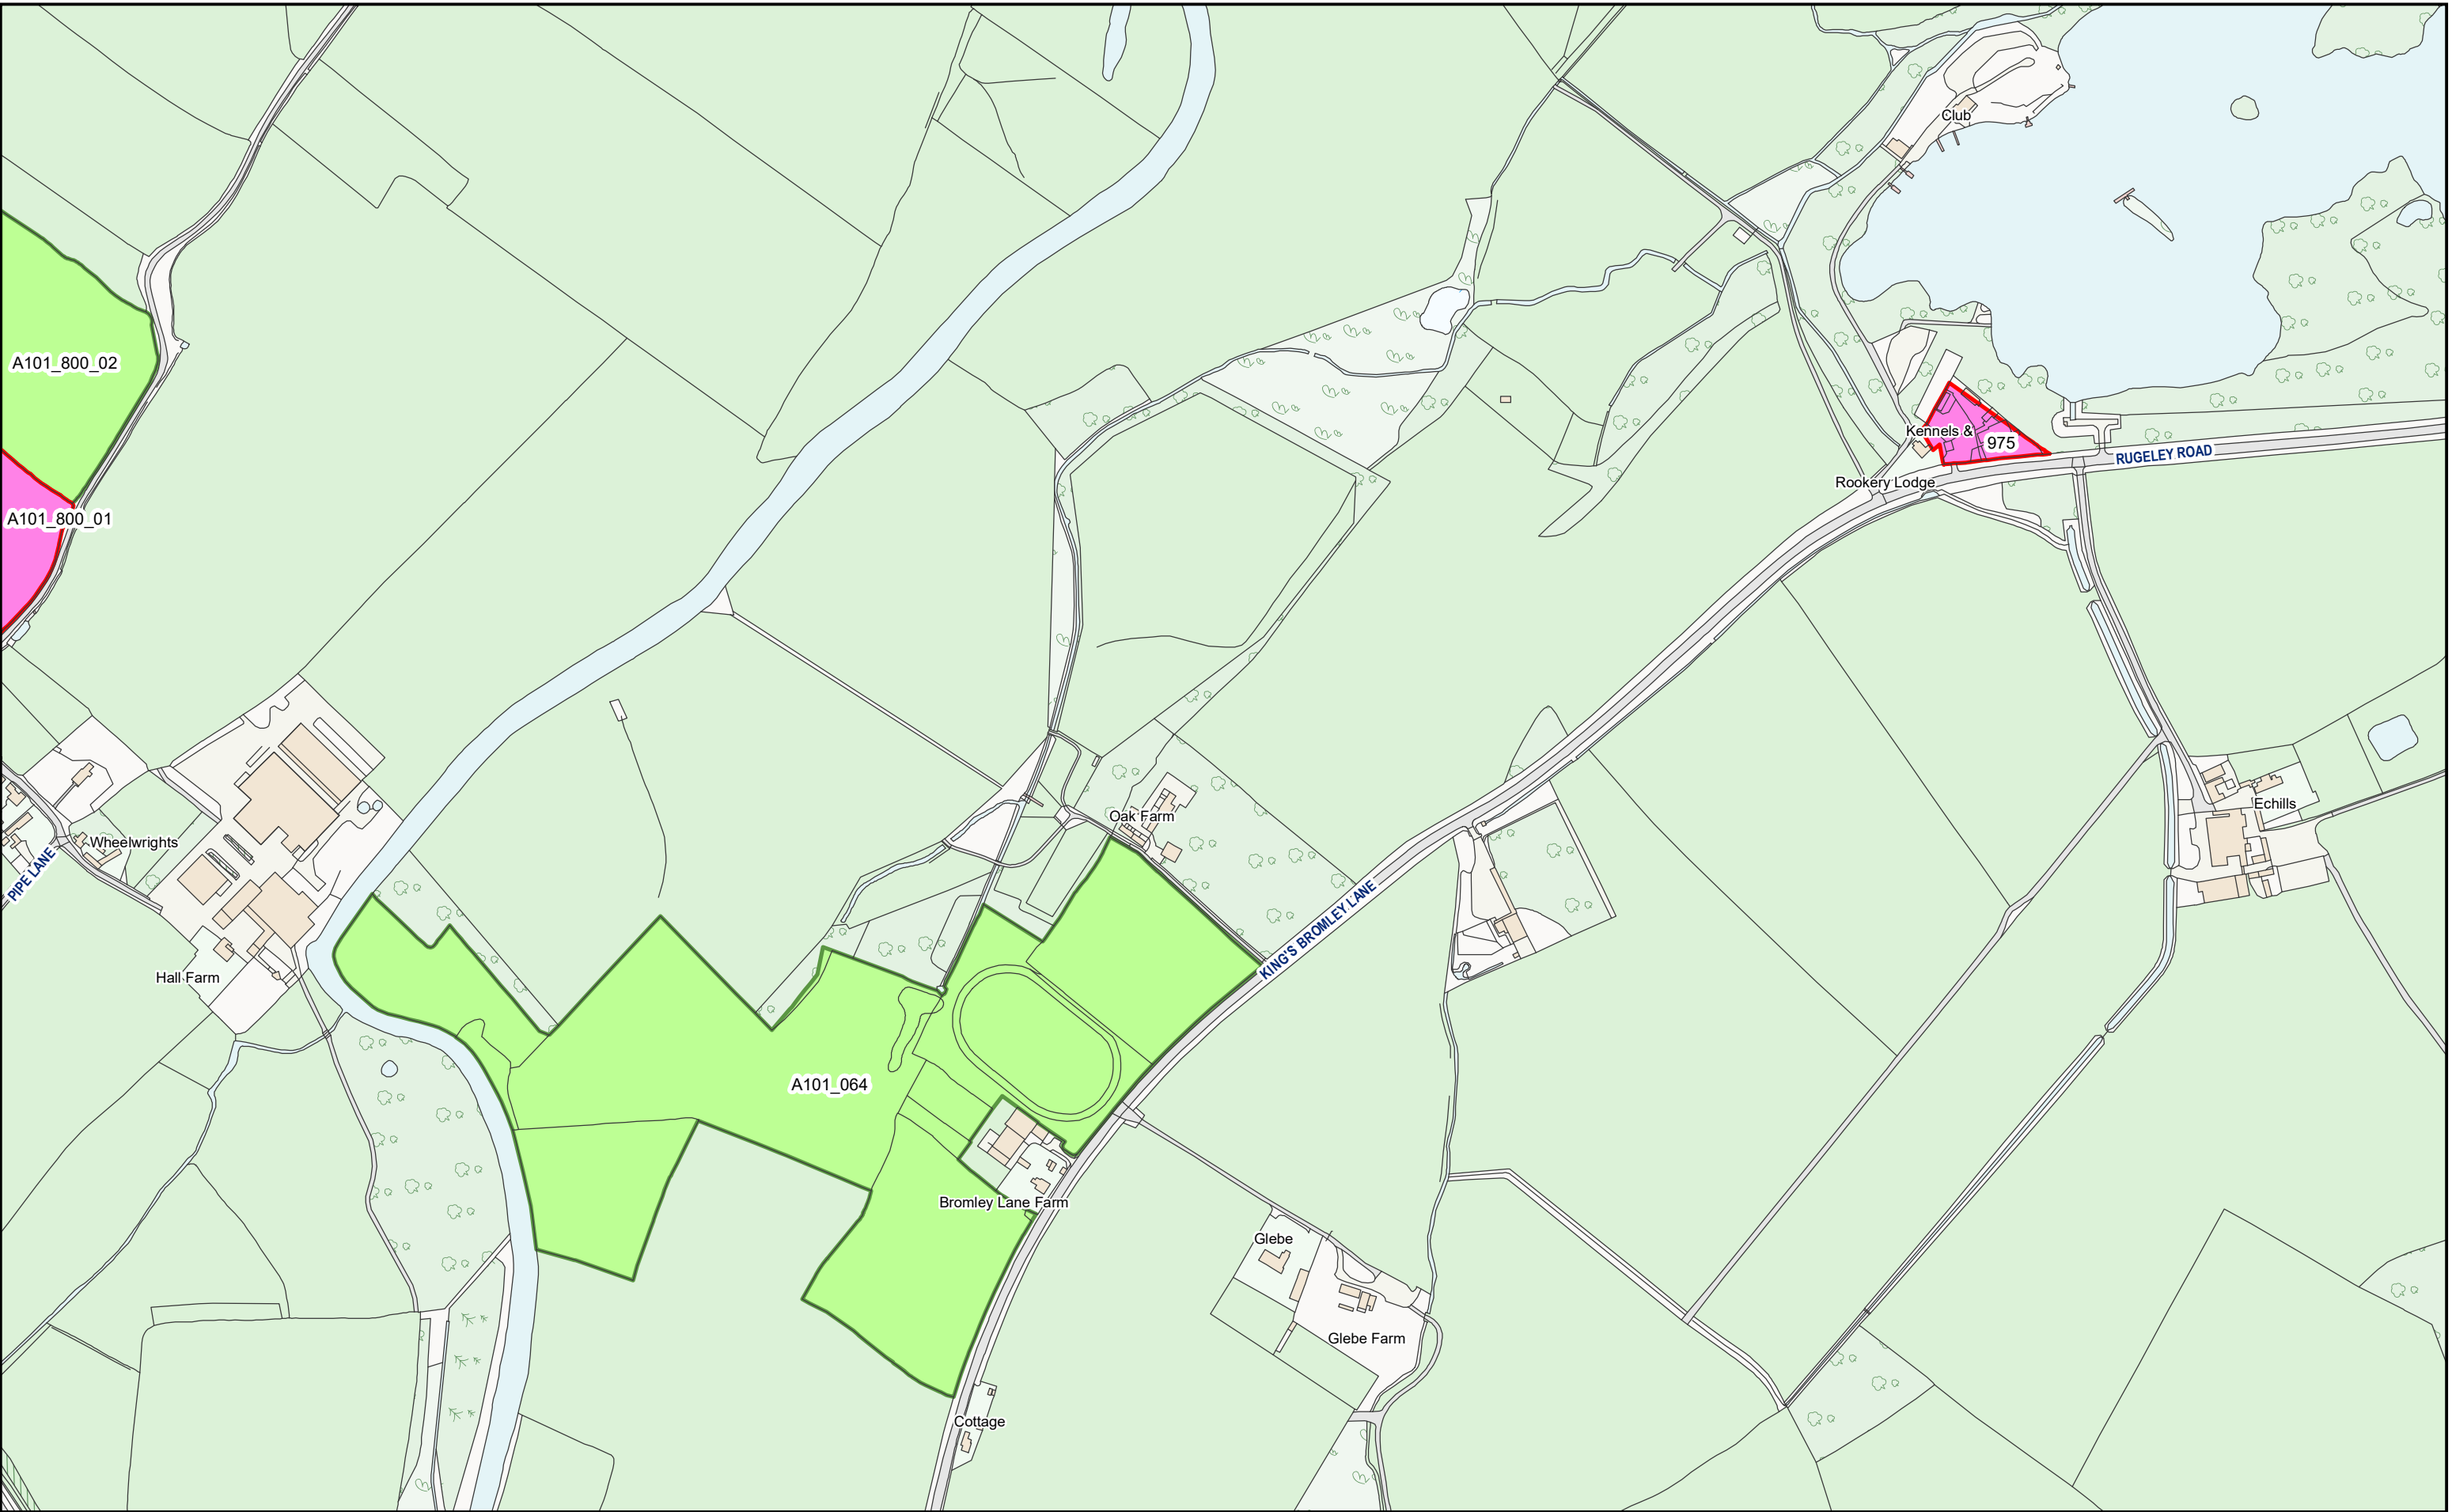 Club
A101_800_02
Kennels &
975
RUGELEY ROAD
Rookery Lodge
A101_800_01
Echills
Oak Farm
Wheelwrights
PIPE LANE
KING'S BROMLEY LANE
Hall Farm
A101_064
Bromley Lane Farm
Glebe
Glebe Farm
Cottage